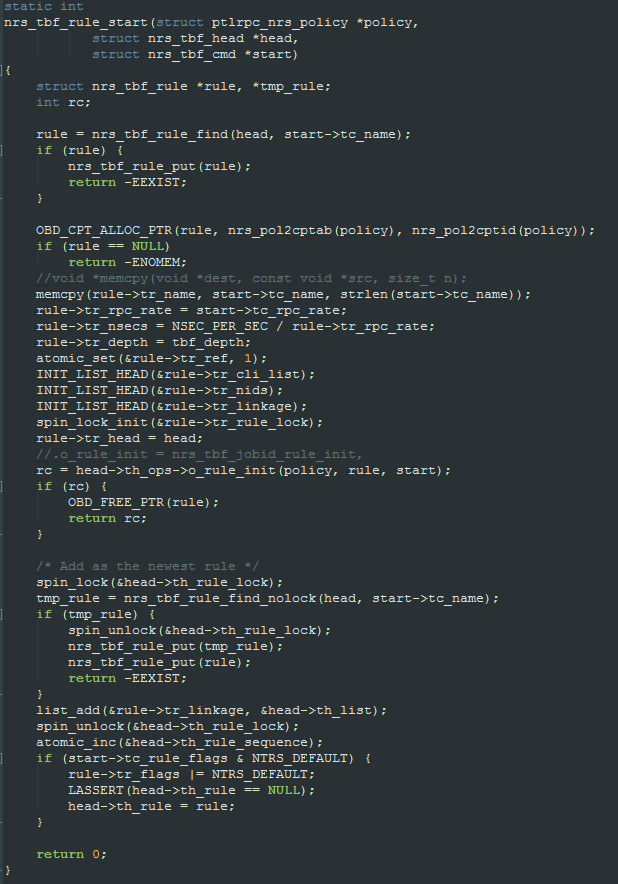 static int
nrs_tbf_rule_start(struct ptlrpc_nrs_policy *policy,
           struct nrs_tbf_head *head,
           struct nrs_tbf_cmd *start)
{
    struct nrs_tbf_rule *rule, *tmp_rule;
    int rc;

    rule = nrs_tbf_rule_find(head, start->tc_name);
    if (rule) {
        nrs_tbf_rule_put(rule);
        return -EEXIST;
    }

    OBD_CPT_ALLOC_PTR(rule, nrs_pol2cptab(policy), nrs_pol2cptid(policy));
    if (rule == NULL)
        return -ENOMEM;
    //void *memcpy(void *dest, const void *src, size_t n);
    memcpy(rule->tr_name, start->tc_name, strlen(start->tc_name));
    rule->tr_rpc_rate = start->tc_rpc_rate;
    rule->tr_nsecs = NSEC_PER_SEC / rule->tr_rpc_rate;
    rule->tr_depth = tbf_depth;
    atomic_set(&rule->tr_ref, 1);
    INIT_LIST_HEAD(&rule->tr_cli_list);
    INIT_LIST_HEAD(&rule->tr_nids);
    INIT_LIST_HEAD(&rule->tr_linkage);
    spin_lock_init(&rule->tr_rule_lock);
    rule->tr_head = head;
    //.o_rule_init = nrs_tbf_jobid_rule_init,
    rc = head->th_ops->o_rule_init(policy, rule, start);
    if (rc) {
        OBD_FREE_PTR(rule);
        return rc;
    }

    /* Add as the newest rule */
    spin_lock(&head->th_rule_lock);
    tmp_rule = nrs_tbf_rule_find_nolock(head, start->tc_name);
    if (tmp_rule) {
        spin_unlock(&head->th_rule_lock);
        nrs_tbf_rule_put(tmp_rule);
        nrs_tbf_rule_put(rule);
        return -EEXIST;
    }
    list_add(&rule->tr_linkage, &head->th_list);
    spin_unlock(&head->th_rule_lock);
    atomic_inc(&head->th_rule_sequence);
    if (start->tc_rule_flags & NTRS_DEFAULT) {
        rule->tr_flags |= NTRS_DEFAULT;
        LASSERT(head->th_rule == NULL);
        head->th_rule = rule;
    }

    return 0;
}